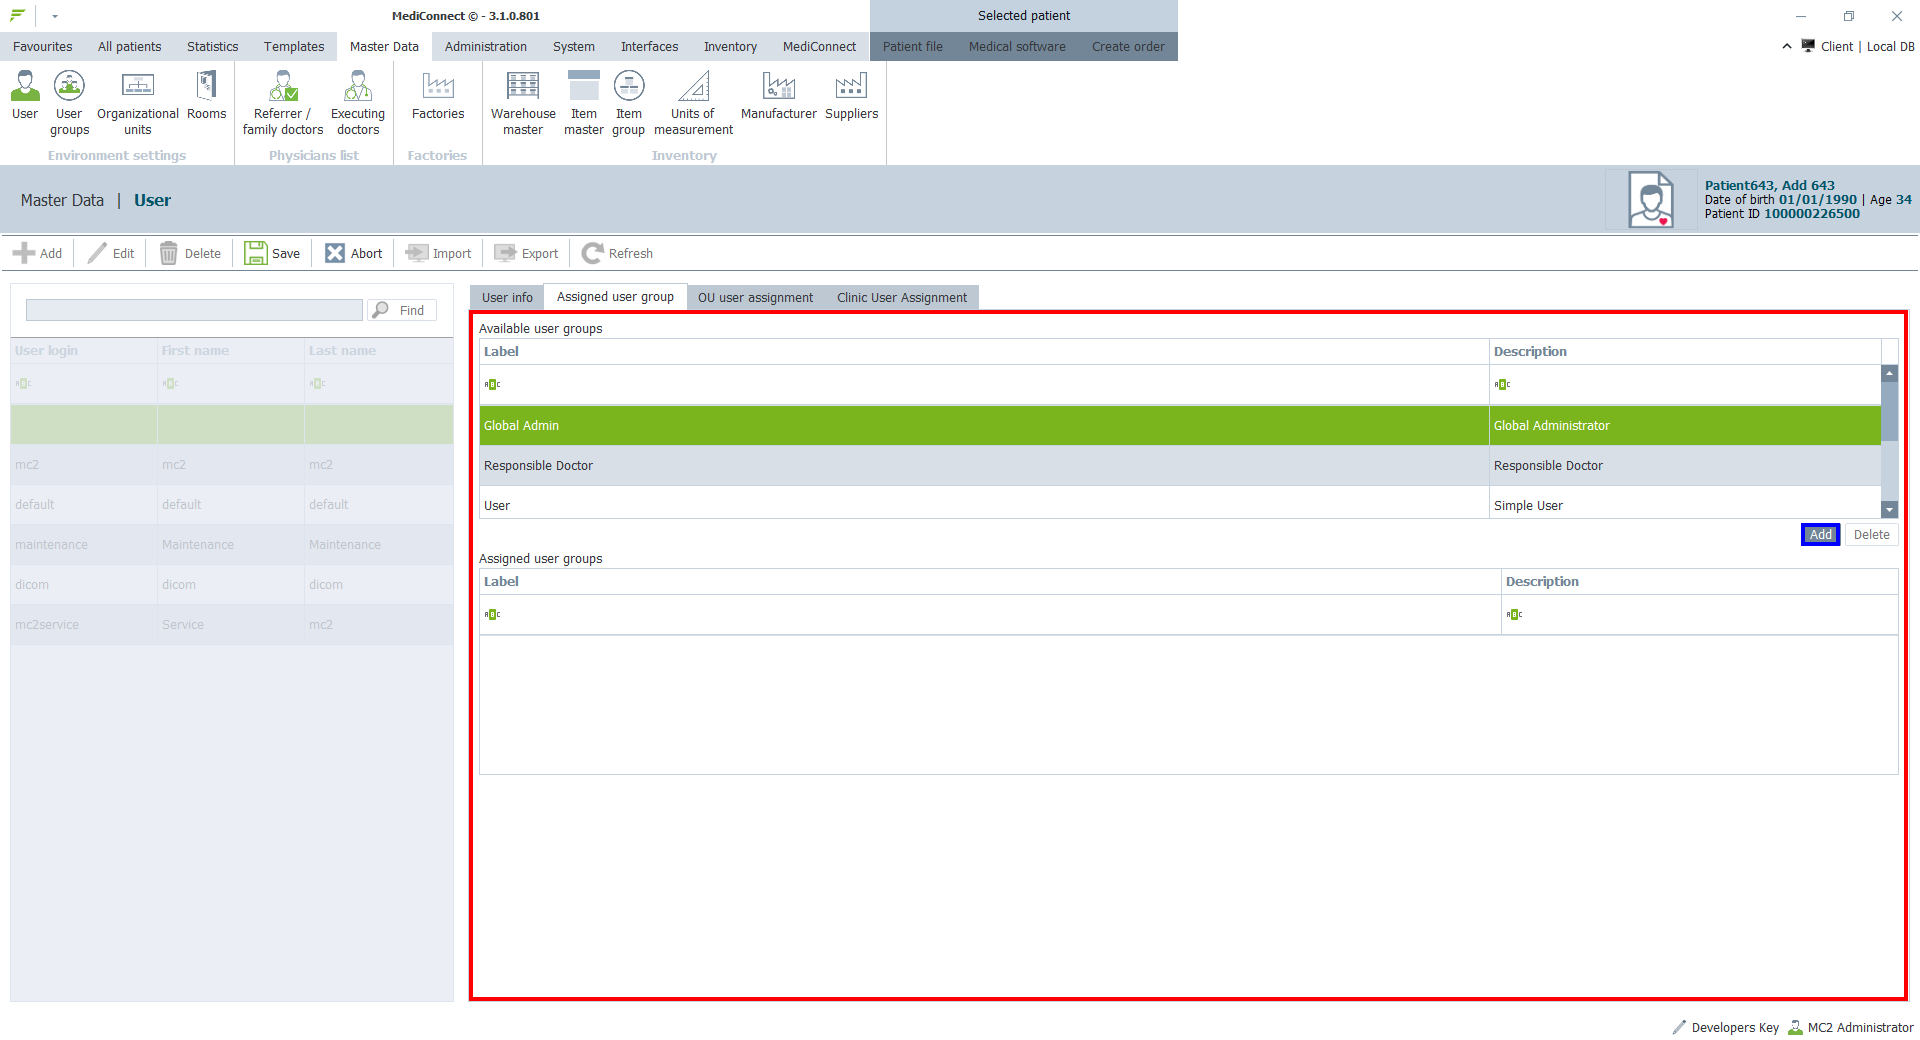 MediConnect © - 3.1.0.801
Selected patient
Favourites All patients Statistics Templates Master Data Administration System Interfaces Inventory MediConnect Patient file Medical software Create order
Client | Local DB
User User groups Organizational units Rooms Referrer / family doctors Executing doctors Factories Warehouse master Item master Item group Units of measurement Manufacturer Suppliers
Environment settings Physicians list Factories Inventory
Master Data | User
Patient643, Add 643
Date of birth 01/01/1990 | Age 34
Patient ID 100000226500
Add Edit Delete Save Abort Import Export Refresh
Find
User login First name Last name
ABC ABC ABC
mc2 mc2 mc2
default default default
maintenance Maintenance Maintenance
dicom dicom dicom
mc2service Service mc2
User info Assigned user group OU user assignment Clinic User Assignment
Available user groups
Label Description
ABC ABC
Global Admin Global Administrator
Responsible Doctor Responsible Doctor
User Simple User
Add Delete
Assigned user groups
Label Description
ABC ABC
Developers Key MC2 Administrator